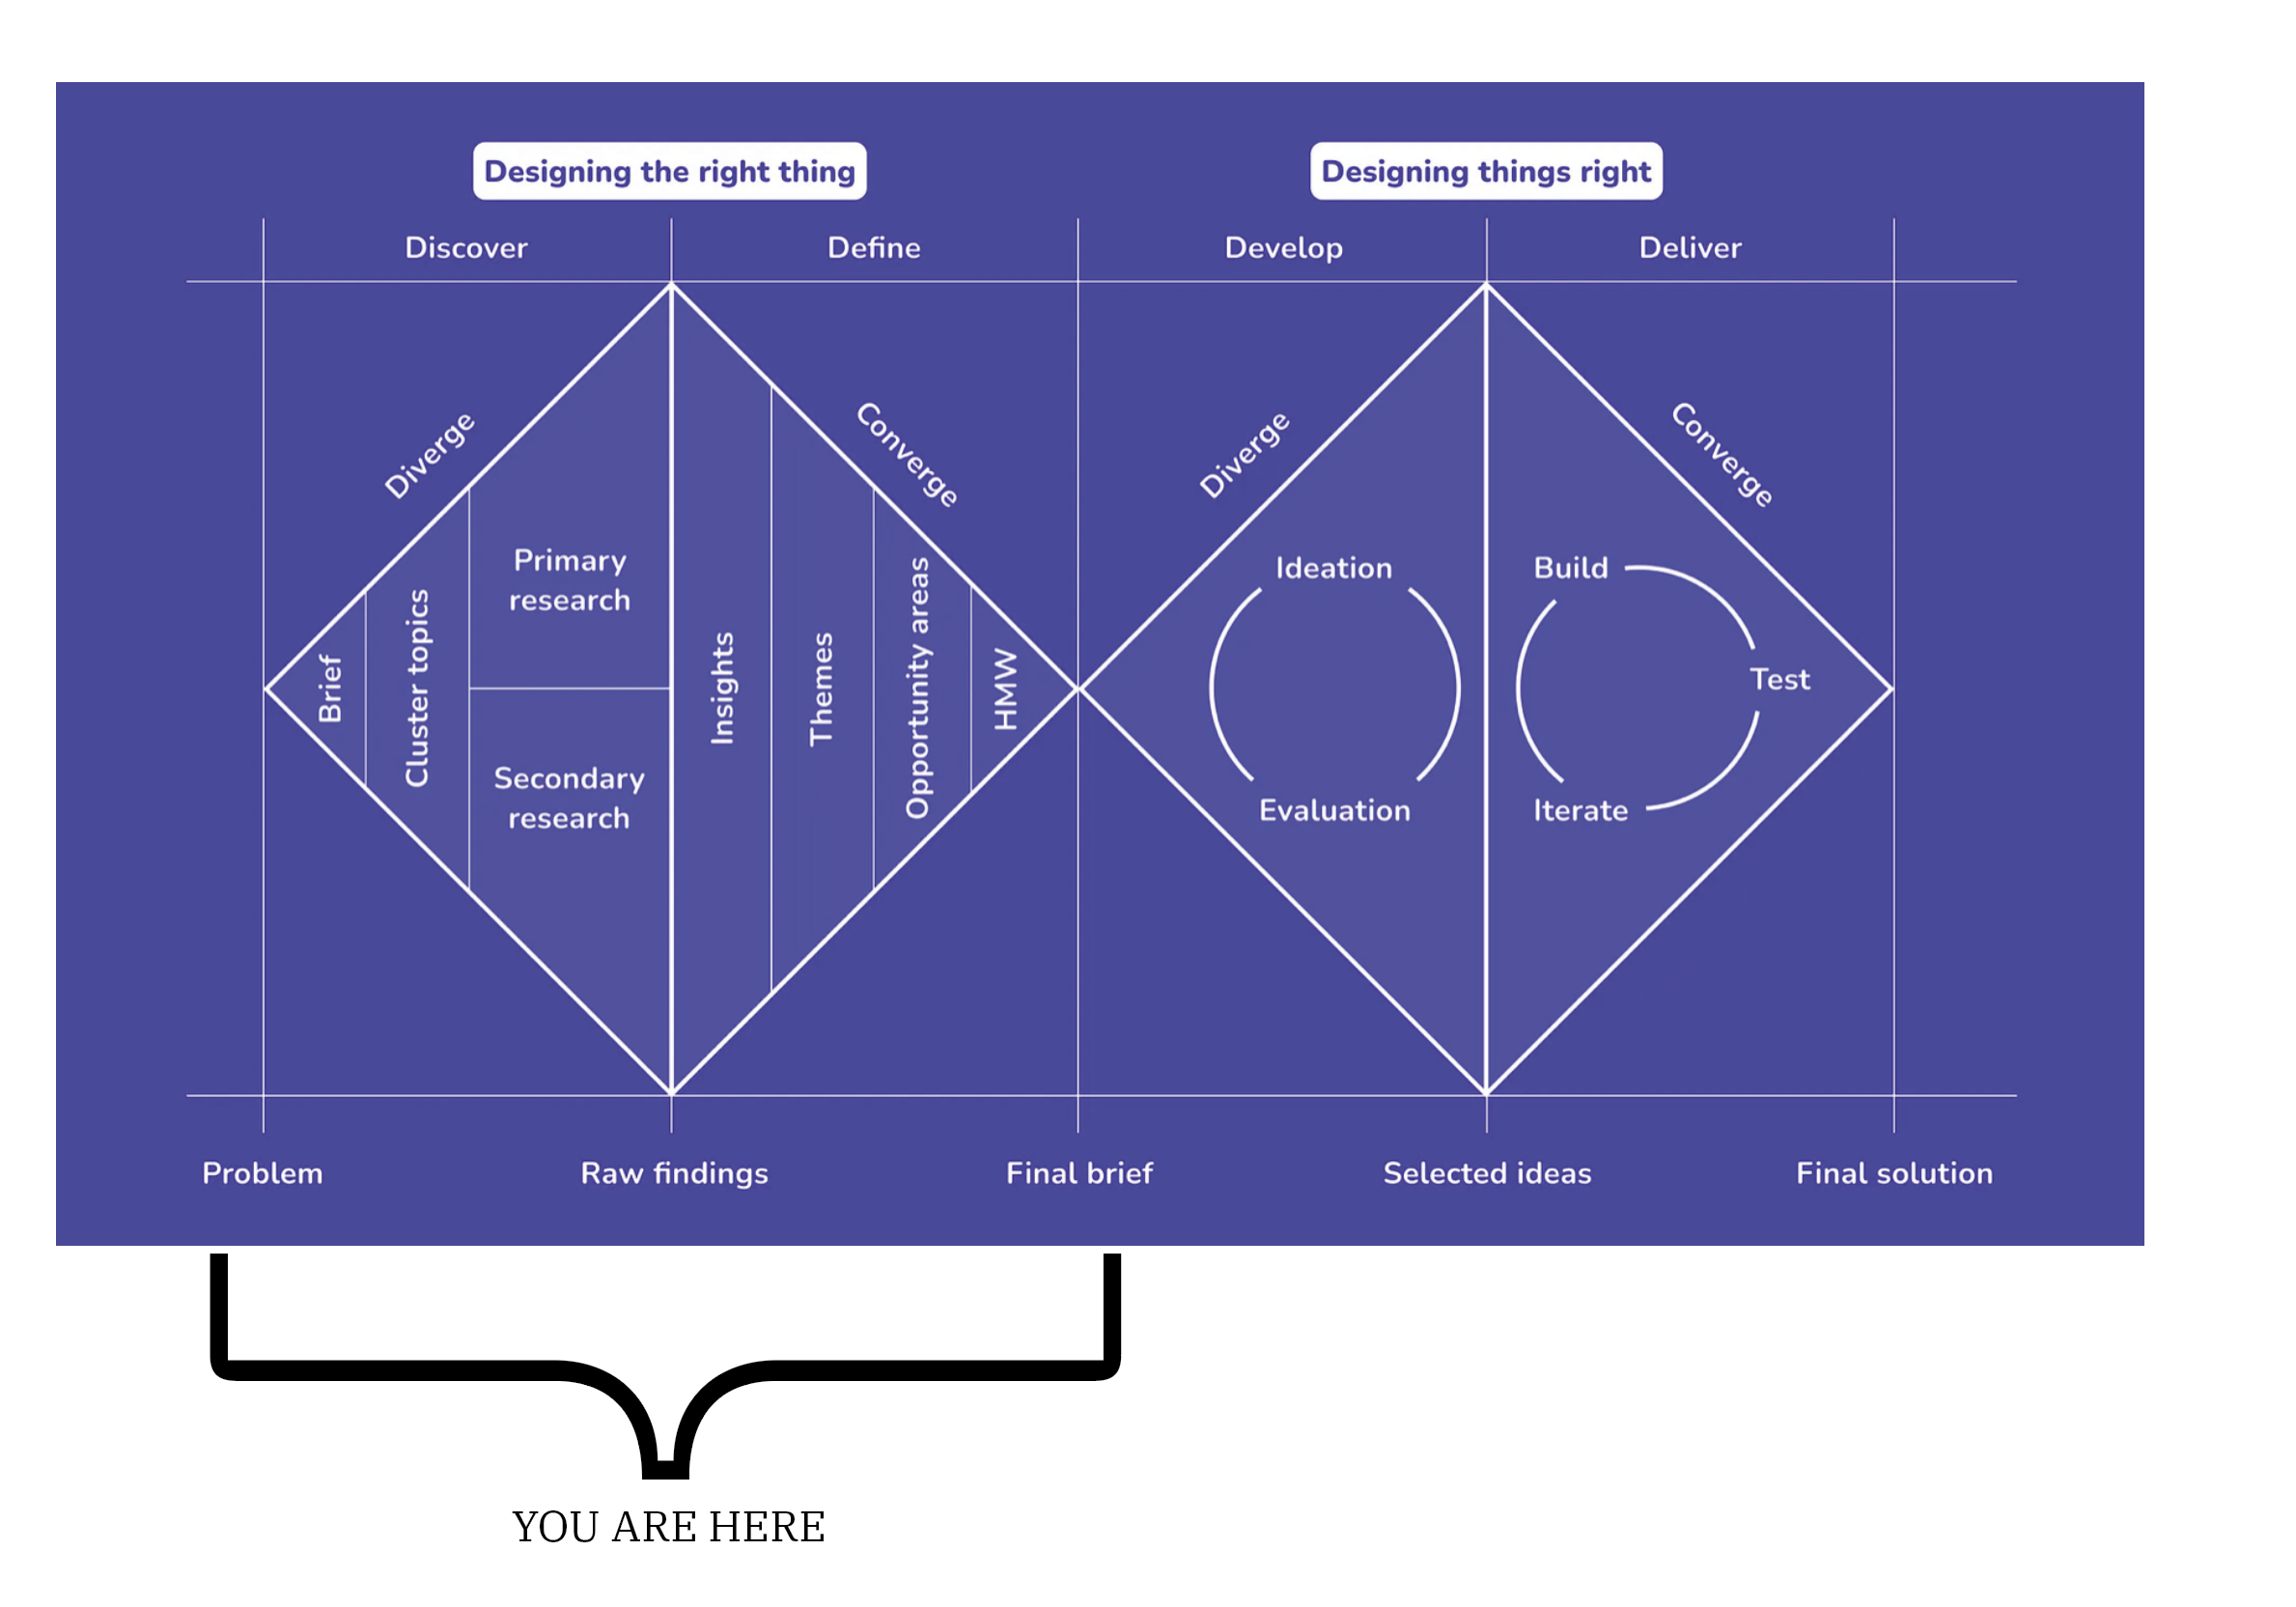 Designing the right thing
Designing things right
Discover
Define
Develop
Deliver
Diverge
Converge
Diverge
Converge
Brief
Cluster topics
Primary
research
Secondary
research
Insights
Themes
Opportunity areas
HMW
Ideation
Evaluation
Build
Test
Iterate
Problem
Raw findings
Final brief
Selected ideas
Final solution
YOU ARE HERE